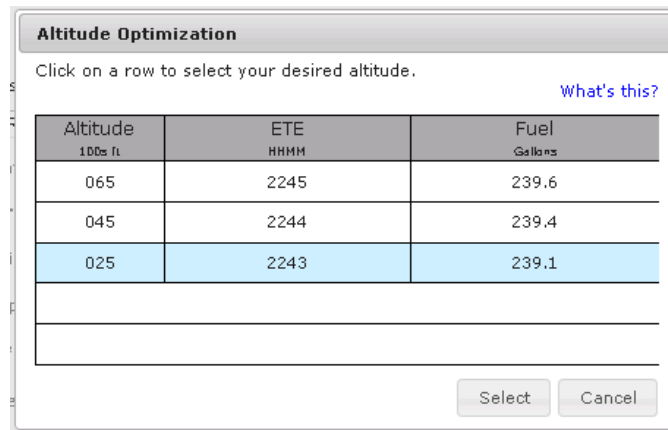 Altitude Optimization
Click on a row to select your desired altitude.
What's this?
Altitude ETE Fuel
100s ft HHMM Gallons
065 2245 239.6
045 2244 239.4
025 2243 239.1
Select Cancel